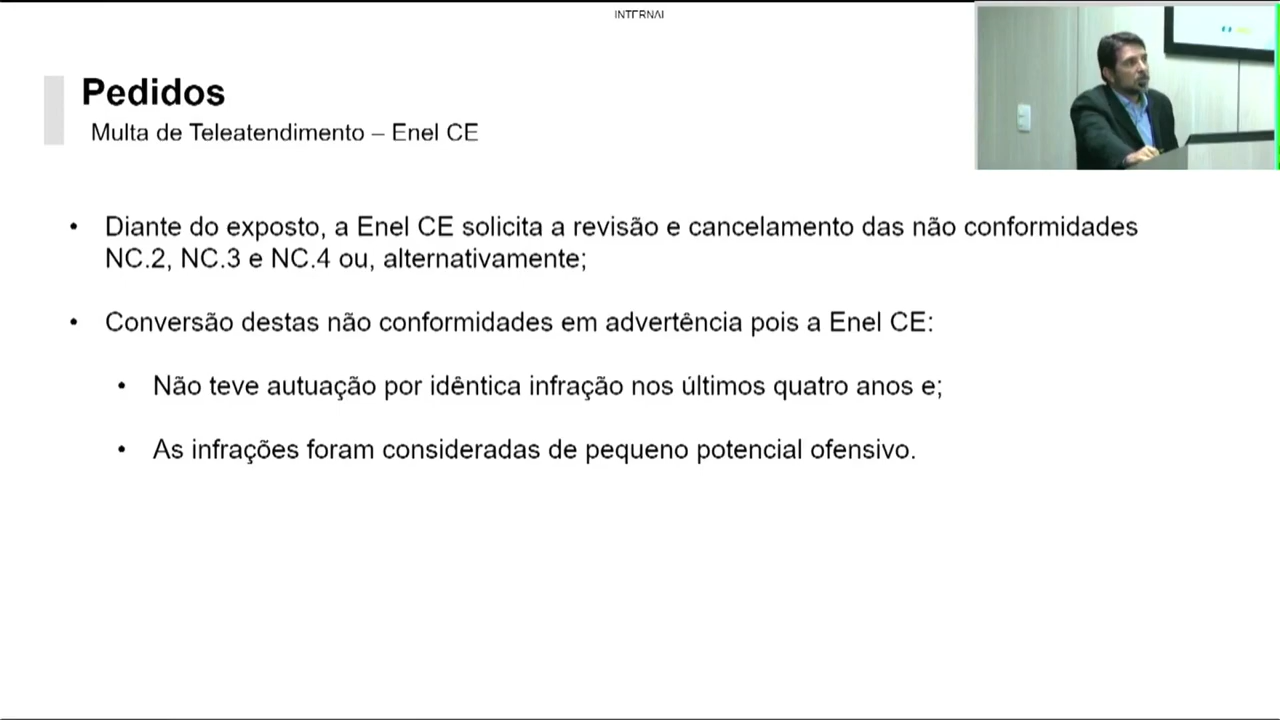 INTERNAL
Pedidos
Multa de Teleatendimento – Enel CE
• Diante do exposto, a Enel CE solicita a revisão e cancelamento das não conformidades
NC.2, NC.3 e NC.4 ou, alternativamente;
• Conversão destas não conformidades em advertência pois a Enel CE:
• Não teve autuação por idêntica infração nos últimos quatro anos e;
• As infrações foram consideradas de pequeno potencial ofensivo.